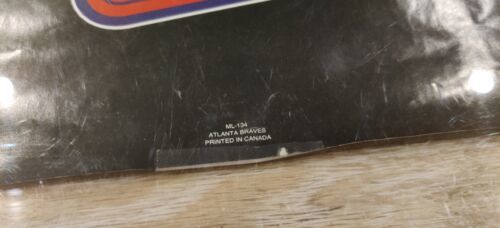 ML-134
ATLANTA BRAVES
PRINTED IN CANADA